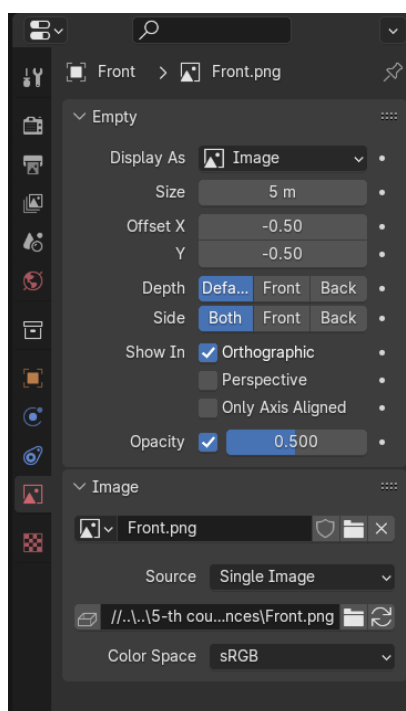 Front > Front.png
Empty
Display As Image
Size 5 m
Offset X -0.50
Y -0.50
Depth Defa... Front Back
Side Both Front Back
Show In Orthographic
Perspective
Only Axis Aligned
Opacity 0.500
Image
Front.png
Source Single Image
//..\..\5-th cou...nces\Front.png
Color Space sRGB